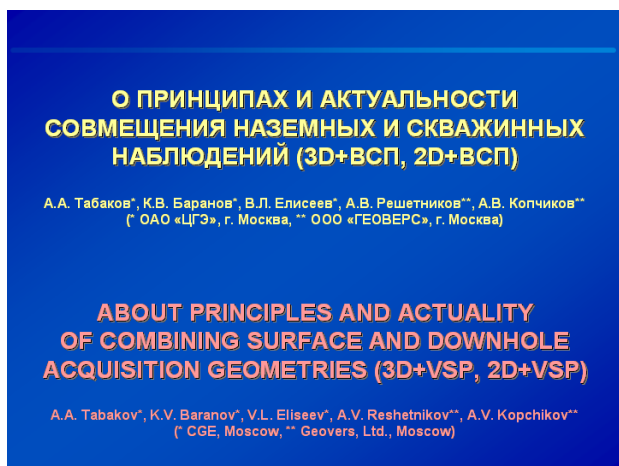 О ПРИНЦИПАХ И АКТУАЛЬНОСТИ
СОВМЕЩЕНИЯ НАЗЕМНЫХ И СКВАЖИННЫХ
НАБЛЮДЕНИЙ (3D+ВСП, 2D+ВСП)
А.А. Табаков*, К.В. Баранов*, В.Л. Елисеев*, А.В. Решетников**, А.В. Копчиков**
(* ОАО «ЦГЭ», г. Москва, ** ООО «ГЕОВЕРС», г. Москва)
ABOUT PRINCIPLES AND ACTUALITY
OF COMBINING SURFACE AND DOWNHOLE
ACQUISITION GEOMETRIES (3D+VSP, 2D+VSP)
A.A. Tabakov*, K.V. Baranov*, V.L. Eliseev*, A.V. Reshetnikov**, A.V. Kopchikov**
(* CGE, Moscow, ** Geovers, Ltd., Moscow)